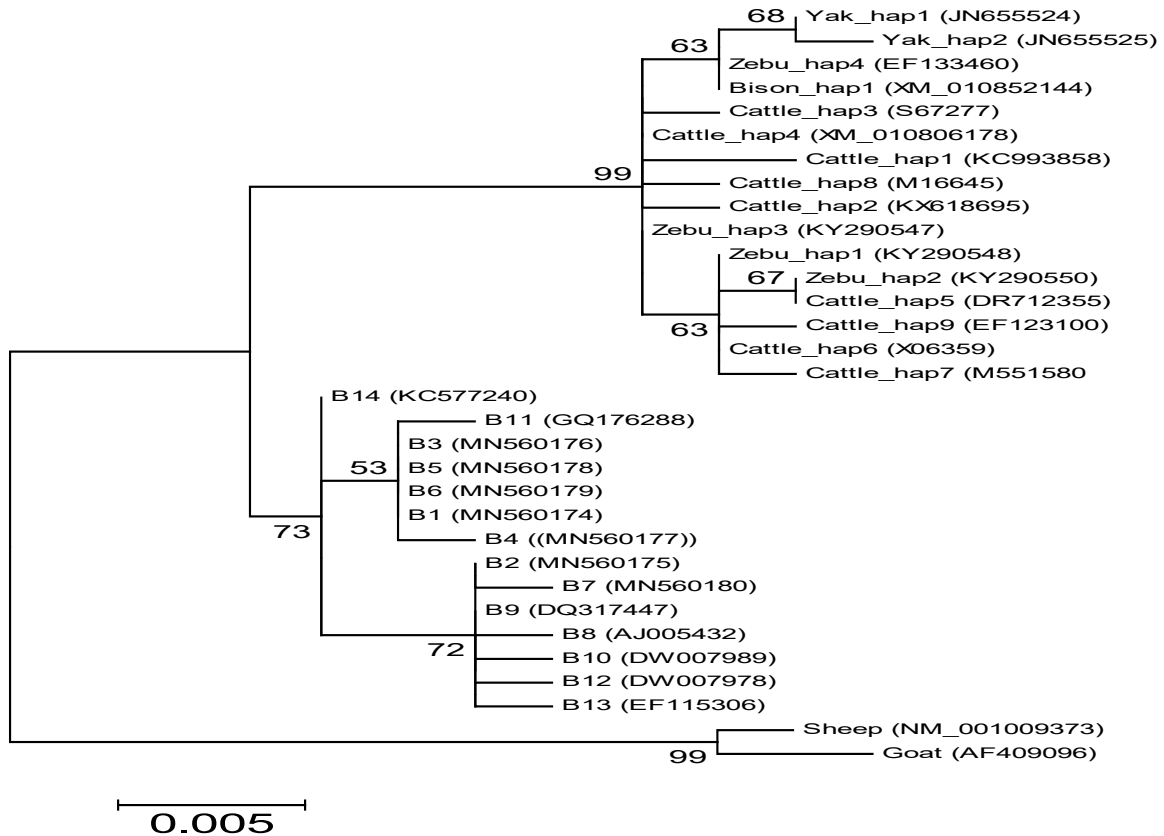 68
Yak_hap1 (JN655524)
Yak_hap2 (JN655525)
63
Zebu_hap4 (EF133460)
Bison_hap1 (XM_010852144)
Cattle_hap3 (S67277)
Cattle_hap4 (XM_010806178)
Cattle_hap1 (KC993858)
99
Cattle_hap8 (M16645)
Cattle_hap2 (KX618695)
Zebu_hap3 (KY290547)
Zebu_hap1 (KY290548)
67
Zebu_hap2 (KY290550)
Cattle_hap5 (DR712355)
63
Cattle_hap9 (EF123100)
Cattle_hap6 (X06359)
Cattle_hap7 (M551580
B14 (KC577240)
B11 (GQ176288)
B3 (MN560176)
53
B5 (MN560178)
B6 (MN560179)
B1 (MN560174)
73
B4 ((MN560177))
B2 (MN560175)
B7 (MN560180)
B9 (DQ317447)
B8 (AJ005432)
72
B10 (DW007989)
B12 (DW007978)
B13 (EF115306)
Sheep (NM_001009373)
99
Goat (AF409096)
0.005